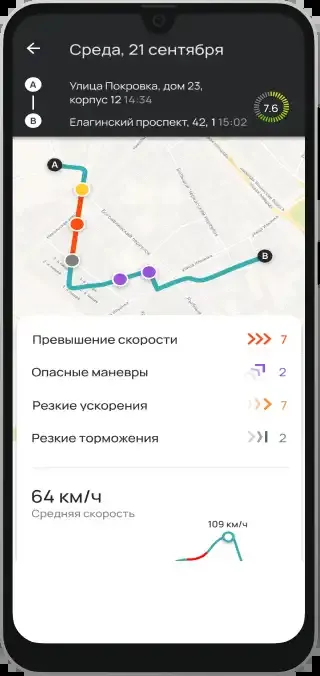 Среда, 21 сентября
A
Улица Покровка, дом 23,
корпус 12 14:34
7.6
B
Елагинский проспект, 42, 1 15:02
A
B
Превышение скорости 7
Опасные маневры 2
Резкие ускорения 7
Резкие торможения 2
64 км/ч
Средняя скорость
109 км/ч